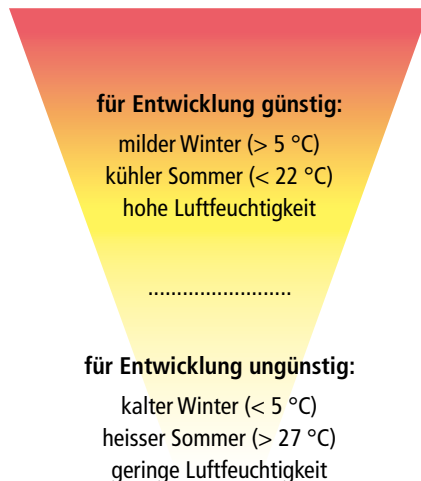 für Entwicklung günstig:
milder Winter (> 5 °C)
kühler Sommer (< 22 °C)
hohe Luftfeuchtigkeit
.........................
für Entwicklung ungünstig:
kalter Winter (< 5 °C)
heisser Sommer (> 27 °C)
geringe Luftfeuchtigkeit